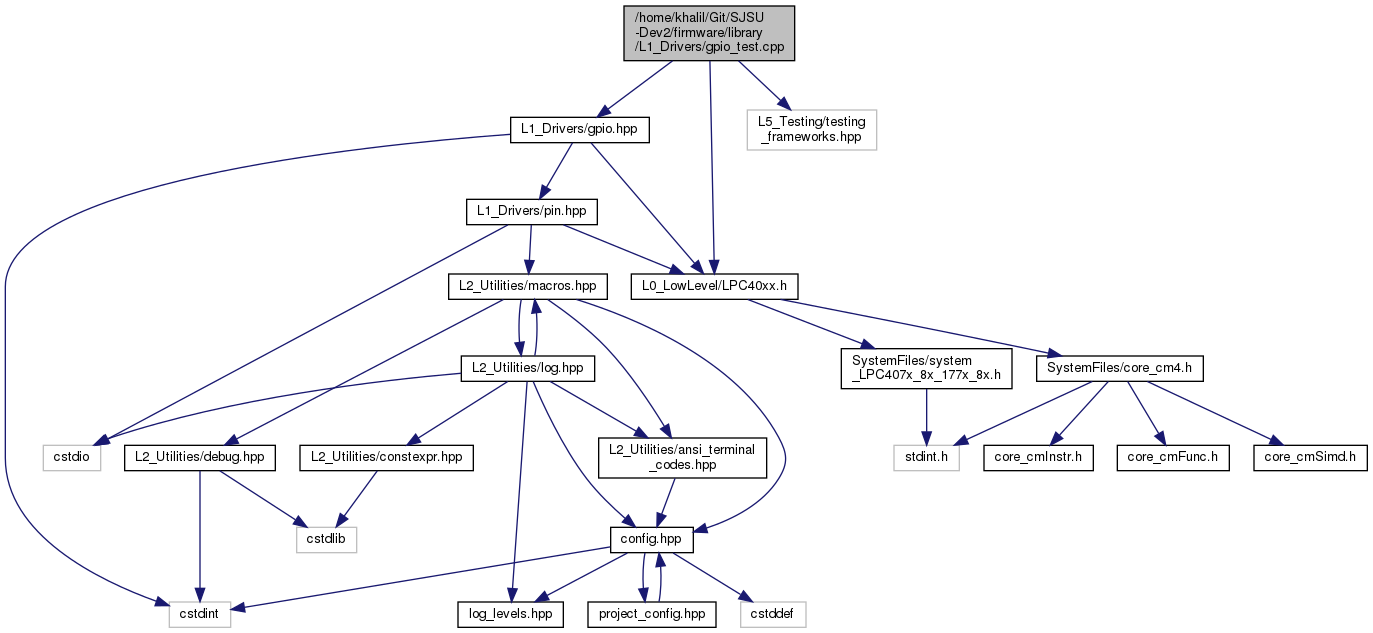 /home/khalil/Git/SJSU
-Dev2/firmware/library
/L1_Drivers/gpio_test.cpp
L1_Drivers/gpio.hpp
L5_Testing/testing
_frameworks.hpp
L1_Drivers/pin.hpp
L2_Utilities/macros.hpp
L0_LowLevel/LPC40xx.h
L2_Utilities/log.hpp
SystemFiles/system
_LPC407x_8x_177x_8x.h
SystemFiles/core_cm4.h
cstdio
L2_Utilities/debug.hpp
L2_Utilities/constexpr.hpp
L2_Utilities/ansi_terminal
_codes.hpp
stdint.h
core_cmInstr.h
core_cmFunc.h
core_cmSimd.h
cstdlib
config.hpp
cstdint
log_levels.hpp
project_config.hpp
cstddef